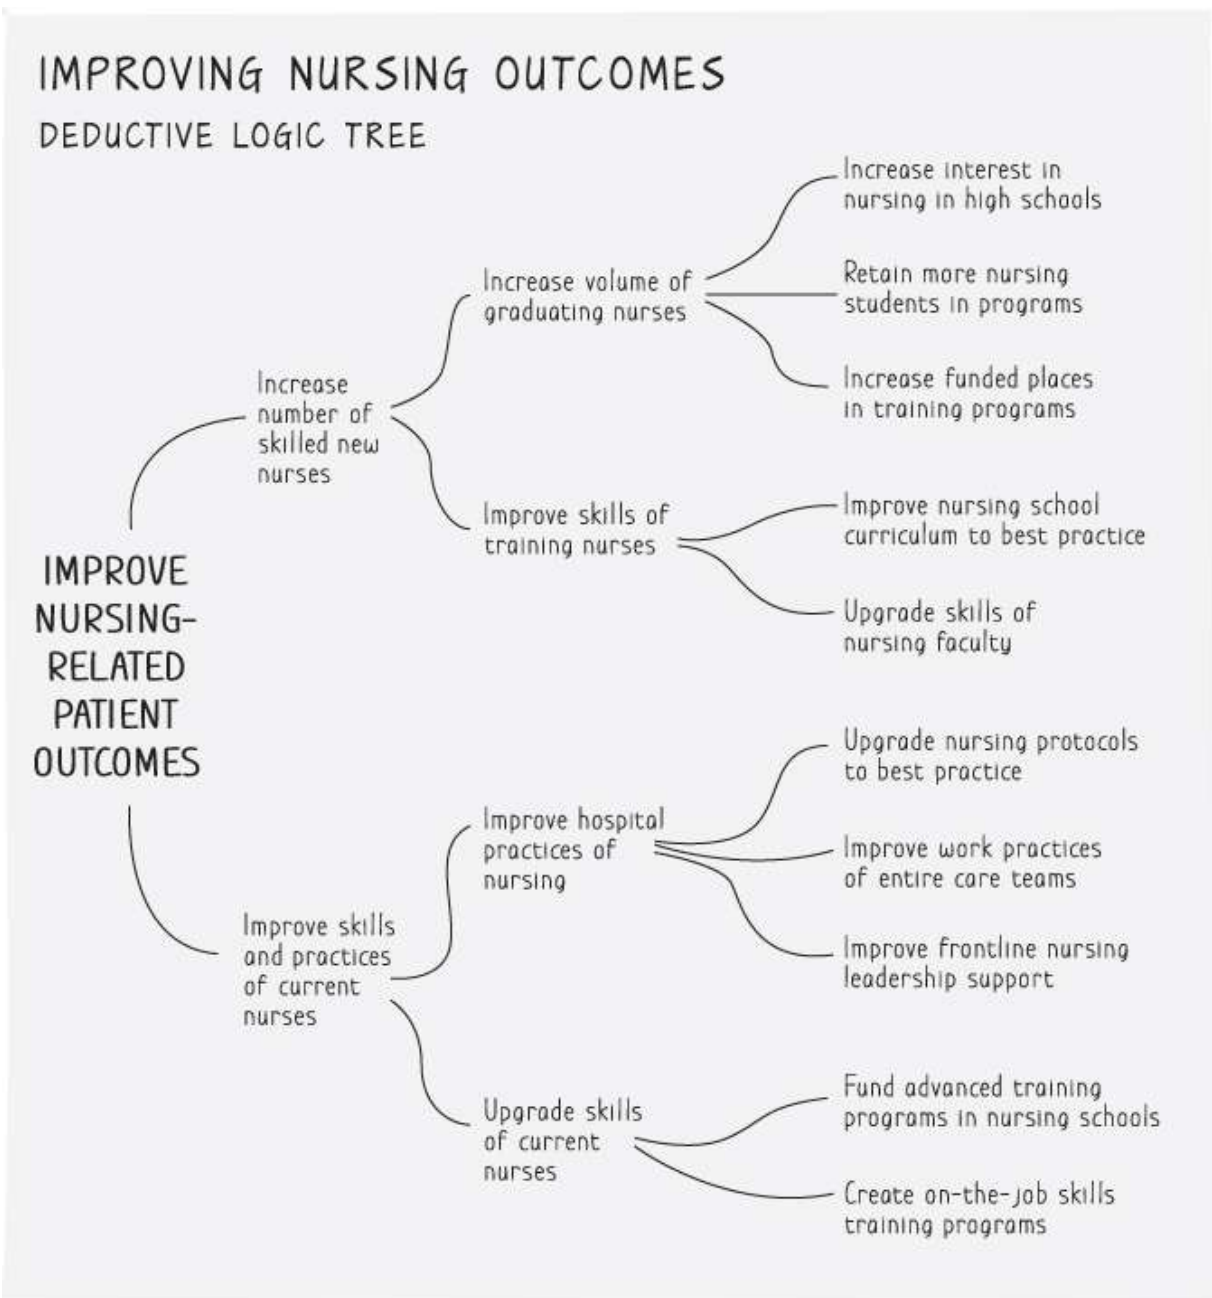 IMPROVING NURSING OUTCOMES
DEDUCTIVE LOGIC TREE
IMPROVE
NURSING-
RELATED
PATIENT
OUTCOMES
Increase
number of
skilled new
nurses
Increase volume of
graduating nurses
Increase interest in
nursing in high schools
Retain more nursing
students in programs
Increase funded places
in training programs
Improve skills of
training nurses
Improve nursing school
curriculum to best practice
Upgrade skills of
nursing faculty
Improve skills
and practices
of current
nurses
Improve hospital
practices of
nursing
Upgrade nursing protocols
to best practice
Improve work practices
of entire care teams
Improve frontline nursing
leadership support
Upgrade skills
of current
nurses
Fund advanced training
programs in nursing schools
Create on-the-job skills
training programs